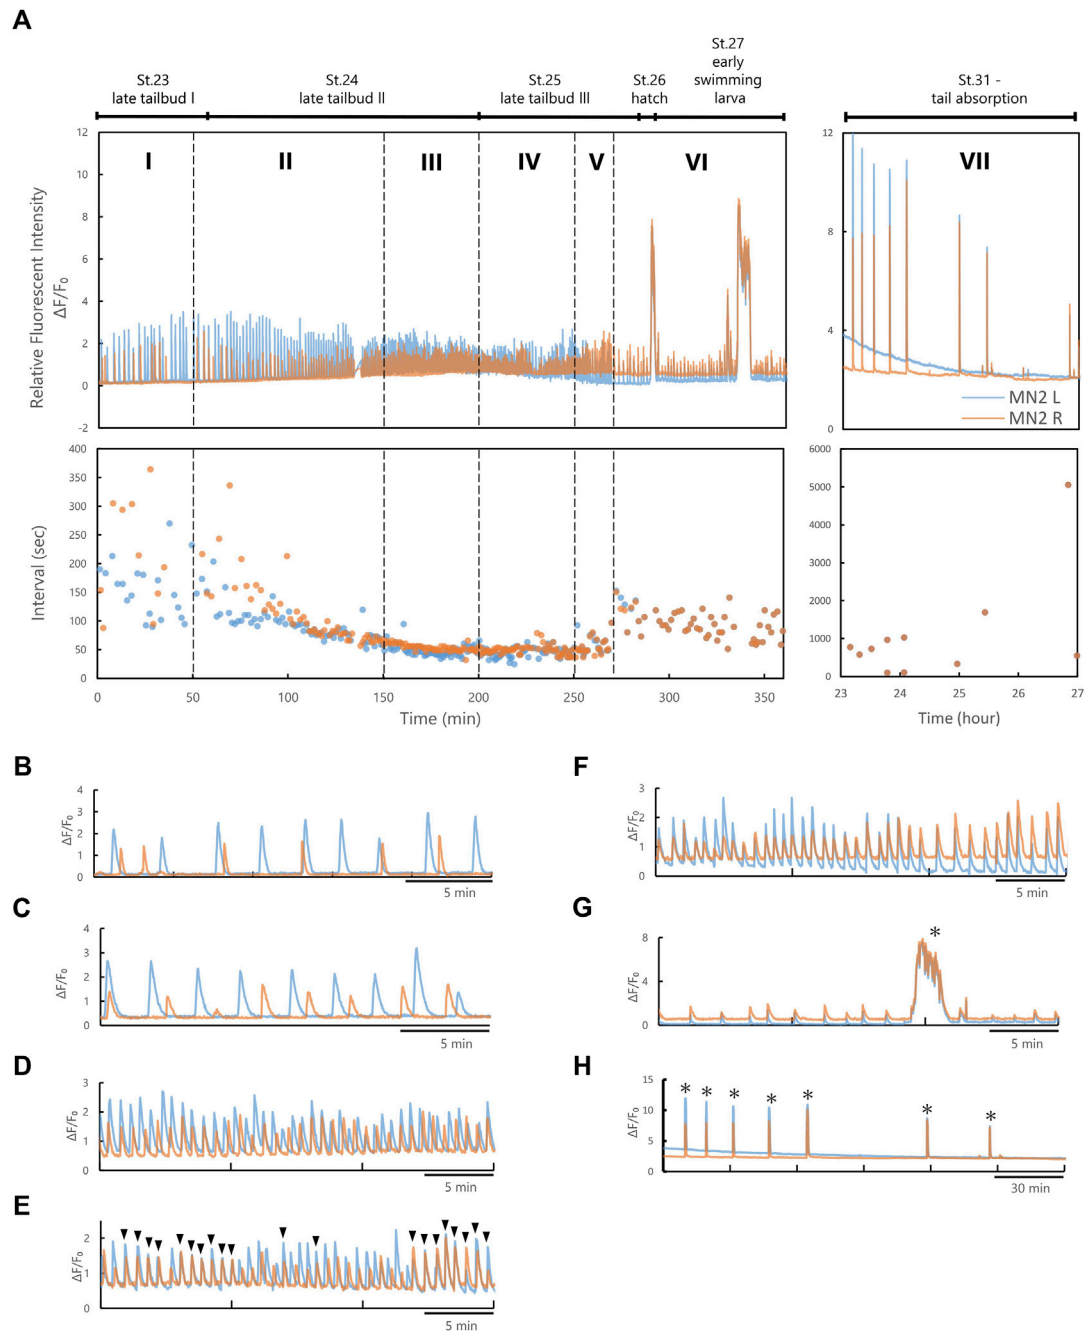 A
St.23
late tailbud I
St.24
late tailbud II
St.25
late tailbud III
St.26
hatch
St.27
early
swimming
larva
St.31 -
tail absorption
Relative Fluorescent Intensity
ΔF/F₀
12
10
8
6
4
2
0
-2
I
II
III
IV
V
VI
12
8
4
0
VII
MN2 L
MN2 R
Interval (sec)
400
350
300
250
200
150
100
50
0
0 50 100 150 200 250 300 350
Time (min)
6000
5000
4000
3000
2000
1000
0
23 24 25 26 27
Time (hour)
B
ΔF/F₀
4
3
2
1
0
5 min
C
ΔF/F₀
4
3
2
1
0
5 min
D
ΔF/F₀
3
2
1
0
5 min
E
ΔF/F₀
2
1
0
5 min
F
ΔF/F₀
3
2
1
0
5 min
G
ΔF/F₀
8
4
0
*
5 min
H
ΔF/F₀
15
10
5
0
* * * * * * *
30 min